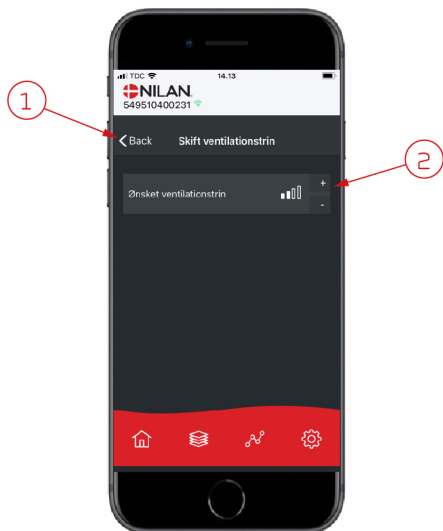 1
TDC 14.13
NILAN
549510400231
Back Skift ventilationstrin
2
Ønsket ventilationstrin +
-